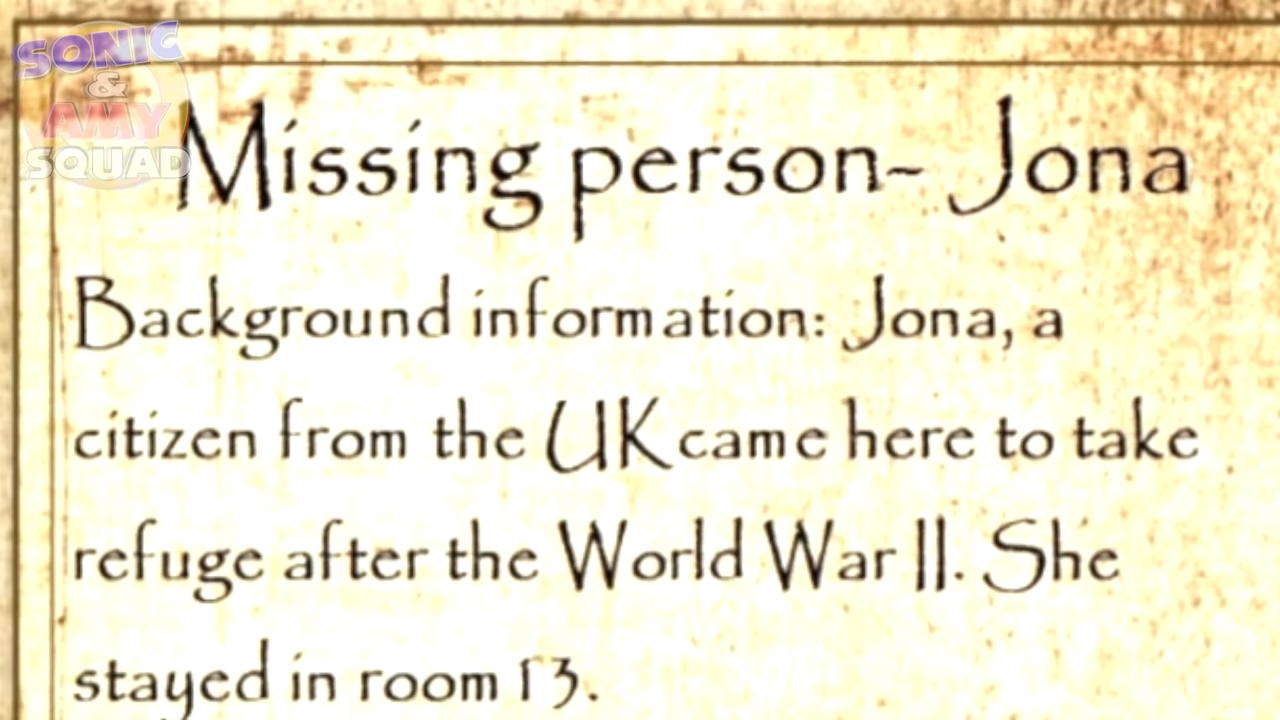 SONIC
&
AMY
SQUAD
Missing person- Jona
Background information: Jona, a
citizen from the UK came here to take
refuge after the World War II. She
stayed in room 13.